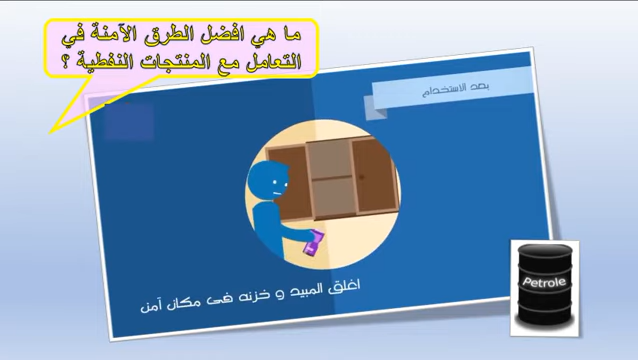 ما هي افضل الطرق الآمنة في
التعامل مع المنتجات النفطية ؟
بعد الاستخدام
اغلق المبيد و خزنه فى مكان آمن
Petrole